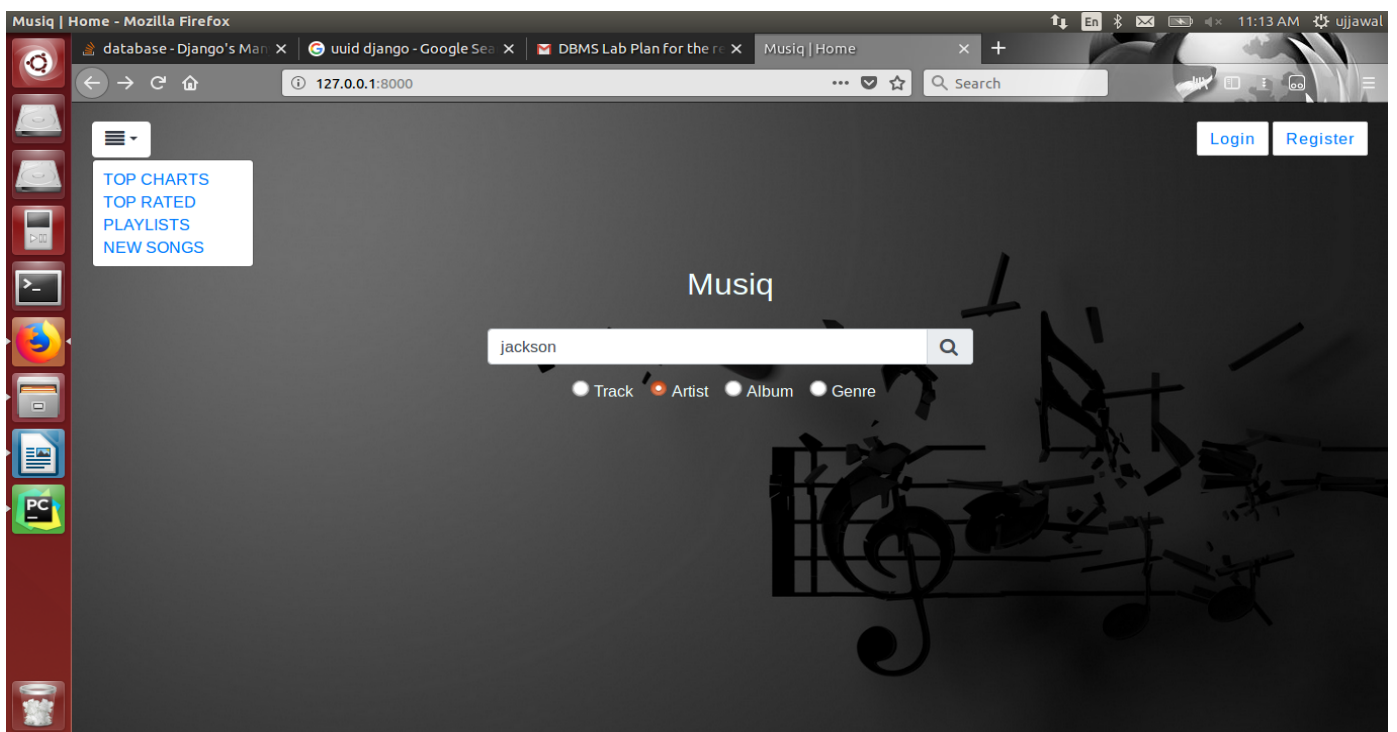 Musiq | Home - Mozilla Firefox
En 11:13 AM ujjawal
database - Django's Man uuid django - Google Sea DBMS Lab Plan for the re Musiq | Home
127.0.0.1:8000 Search
Login Register
TOP CHARTS
TOP RATED
PLAYLISTS
NEW SONGS
Musiq
jackson
Track Artist Album Genre
>_
PC